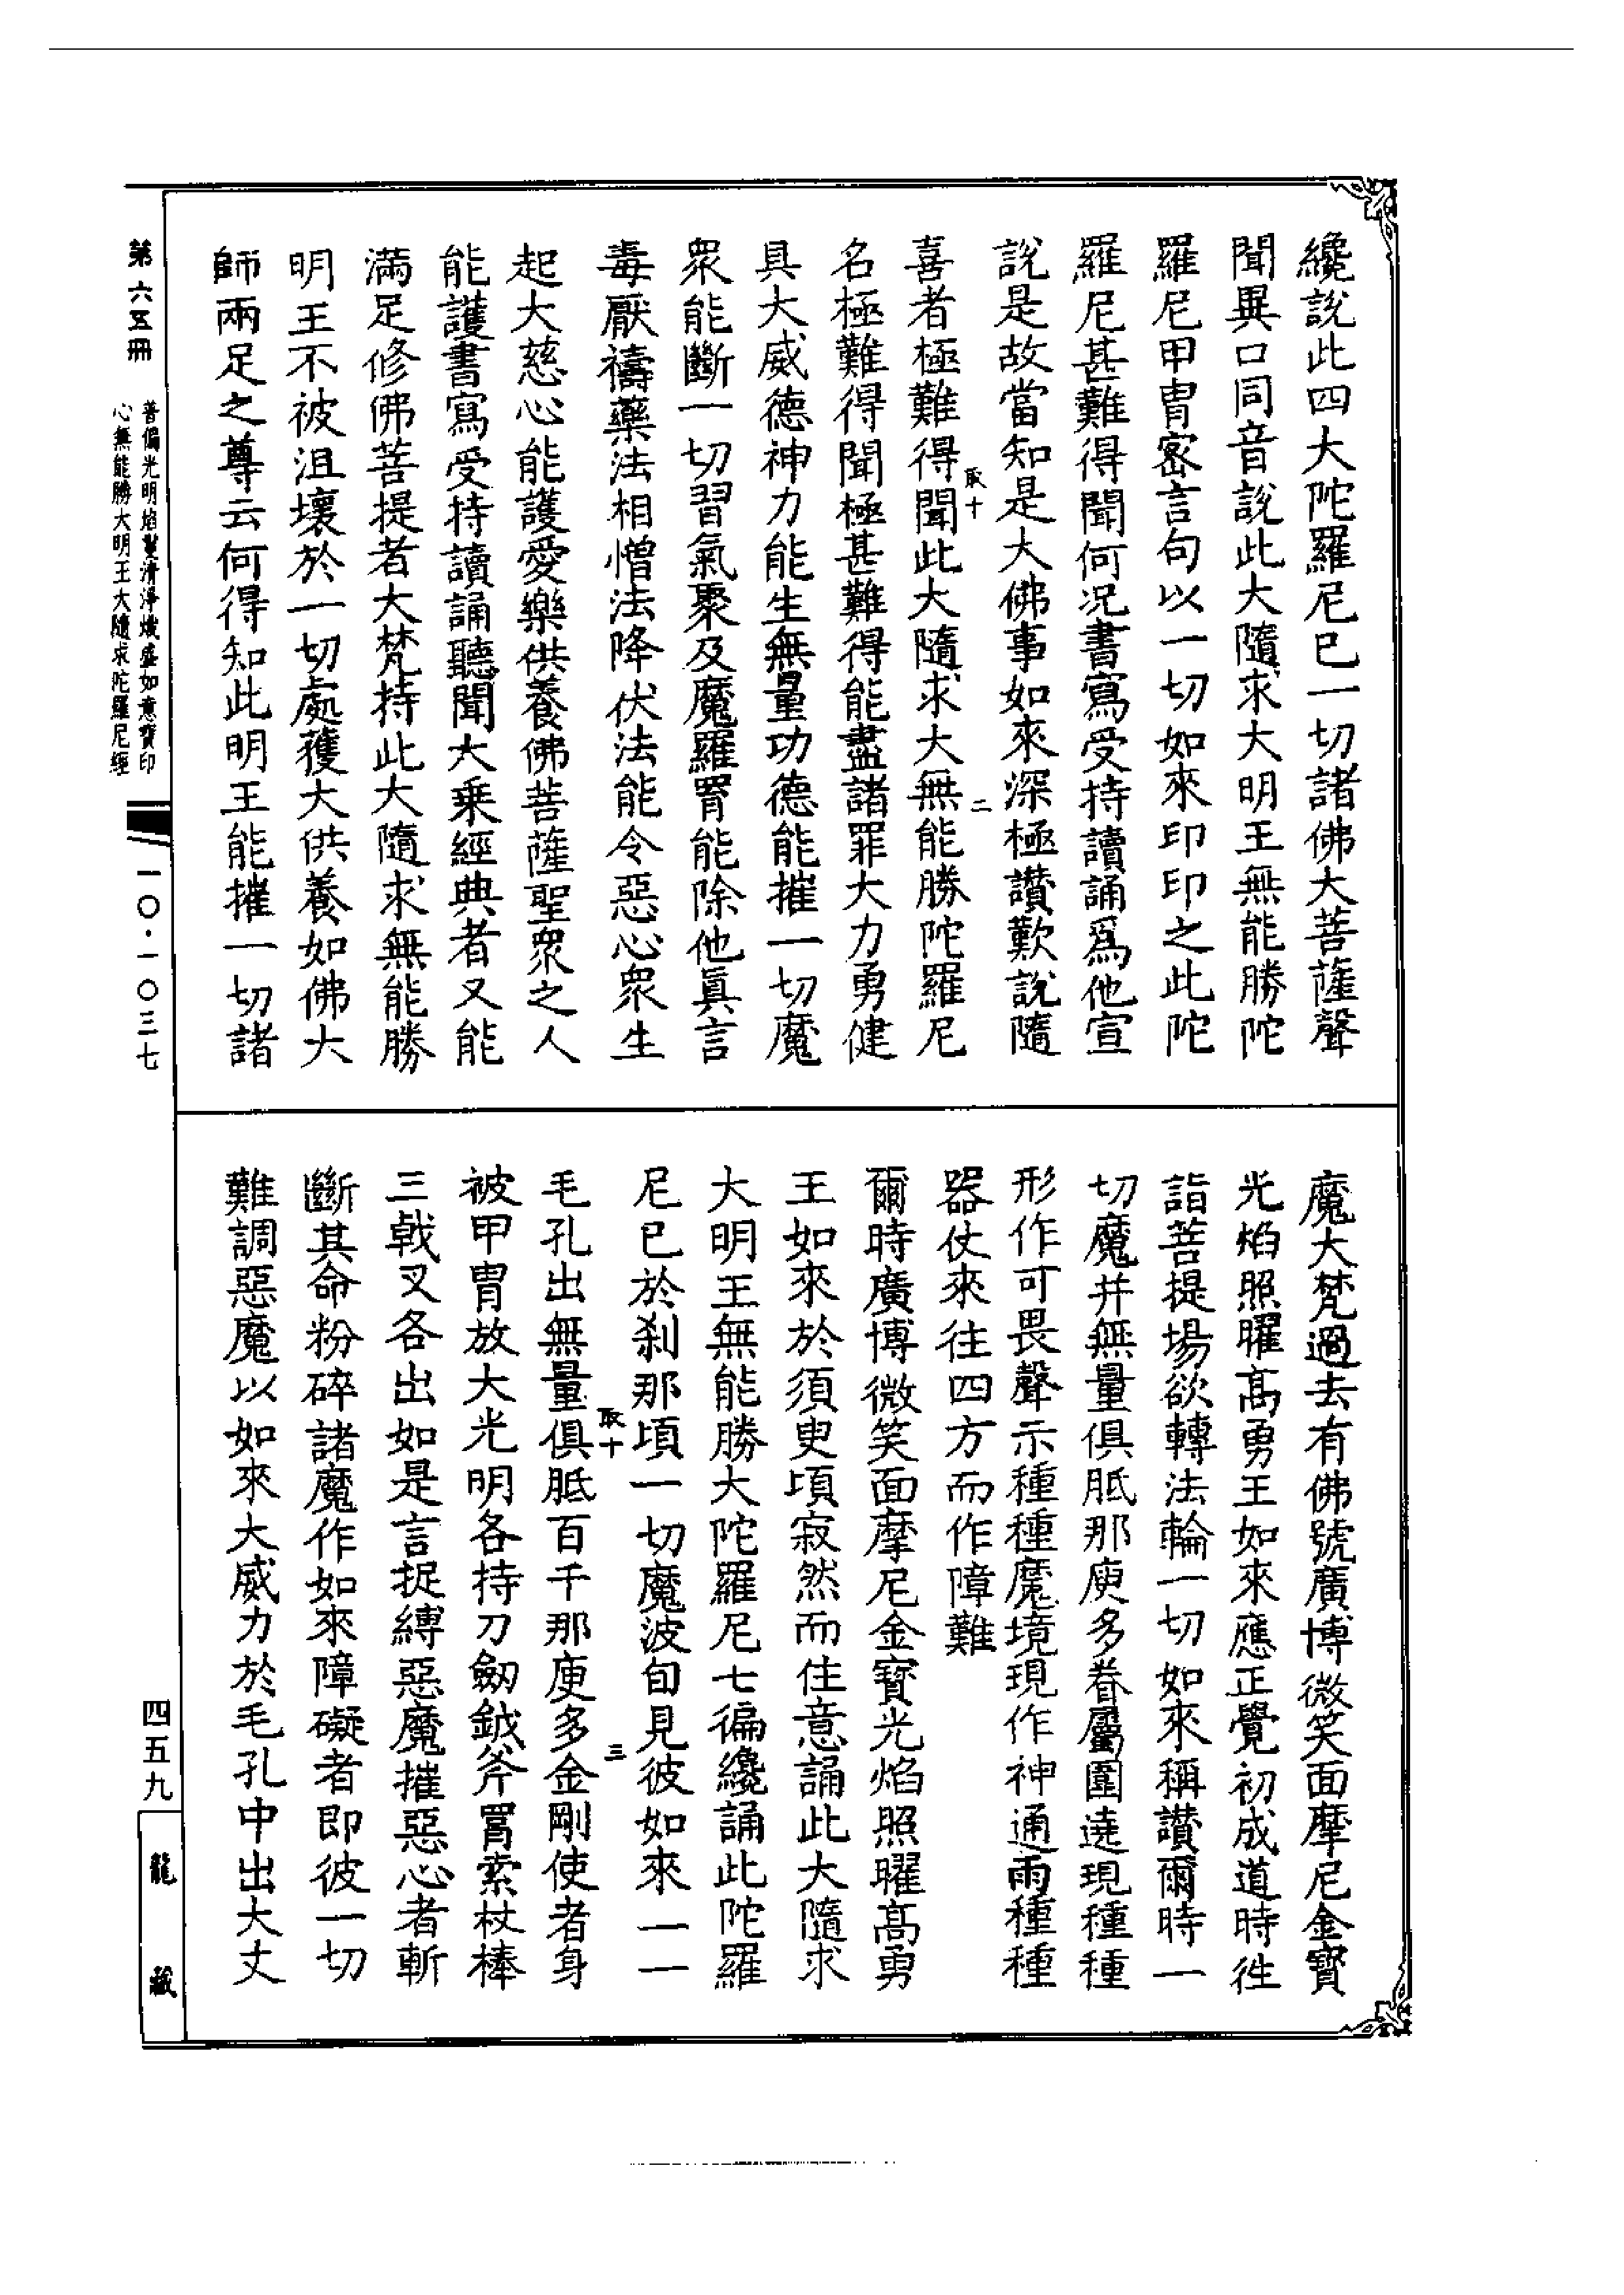 纔說此四大陀羅尼已一切諸佛大菩薩聲
聞異口同音說此大隨求大明王無能勝陀
羅尼甲冑密言句以一切如來印印之此陀
羅尼甚難得聞何况書寫受持讀誦爲他宣
說是故當知是大佛事如來深極讚歎說隨
取十 二
喜者極難得聞此大隨求大無能勝陀羅尼
名極難得聞極甚難得能盡諸罪大力勇健
具大威德神力能生無量功德能摧一切魔
衆能斷一切習氣聚及魔羅罥能除他眞言
毒厭禱藥法相憎法降伏法能令惡心衆生
起大慈心能護愛樂供養佛菩薩聖衆之人
能護書寫受持讀誦聽聞大乗經典者又能
滿足修佛菩提者大梵持此大隨求無能勝
明王不被沮壞於一切處獲大供養如佛大
師兩足之尊云何得知此明王能摧一切諸
魔大梵過去有佛號廣博微笑面摩尼金寶
光焰照曜髙勇王如來應正覺初成道時徃
詣菩提場欲轉法輪一切如來稱讚爾時一
切魔并無量俱胝那庾多眷屬圍遶現種種
形作可畏聲示種種魔境現作神通雨種種
器仗來往四方而作障難
爾時廣博微笑面摩尼金寶光焰照曜髙勇
王如來於須臾頃寂然而住意誦此大隨求
大明王無能勝大陀羅尼七徧纔誦此陀羅
尼已於刹那頃一切魔波旬見彼如來一一
取十 三
毛孔出無量俱胝百千那庾多金剛使者身
被甲冑放大光明各持刀劒鉞斧罥索杖棒
三戟叉各出如是言捉縛惡魔摧惡心者斬
斷其命粉碎諸魔作如來障礙者即彼一切
難調惡魔以如來大威力於毛孔中出大丈
第六五冊
普徧光明焰鬘清淨熾盛如意寶印
心無能勝大明王大隨求陀羅尼經
一〇·一〇三七
四五九
龍藏